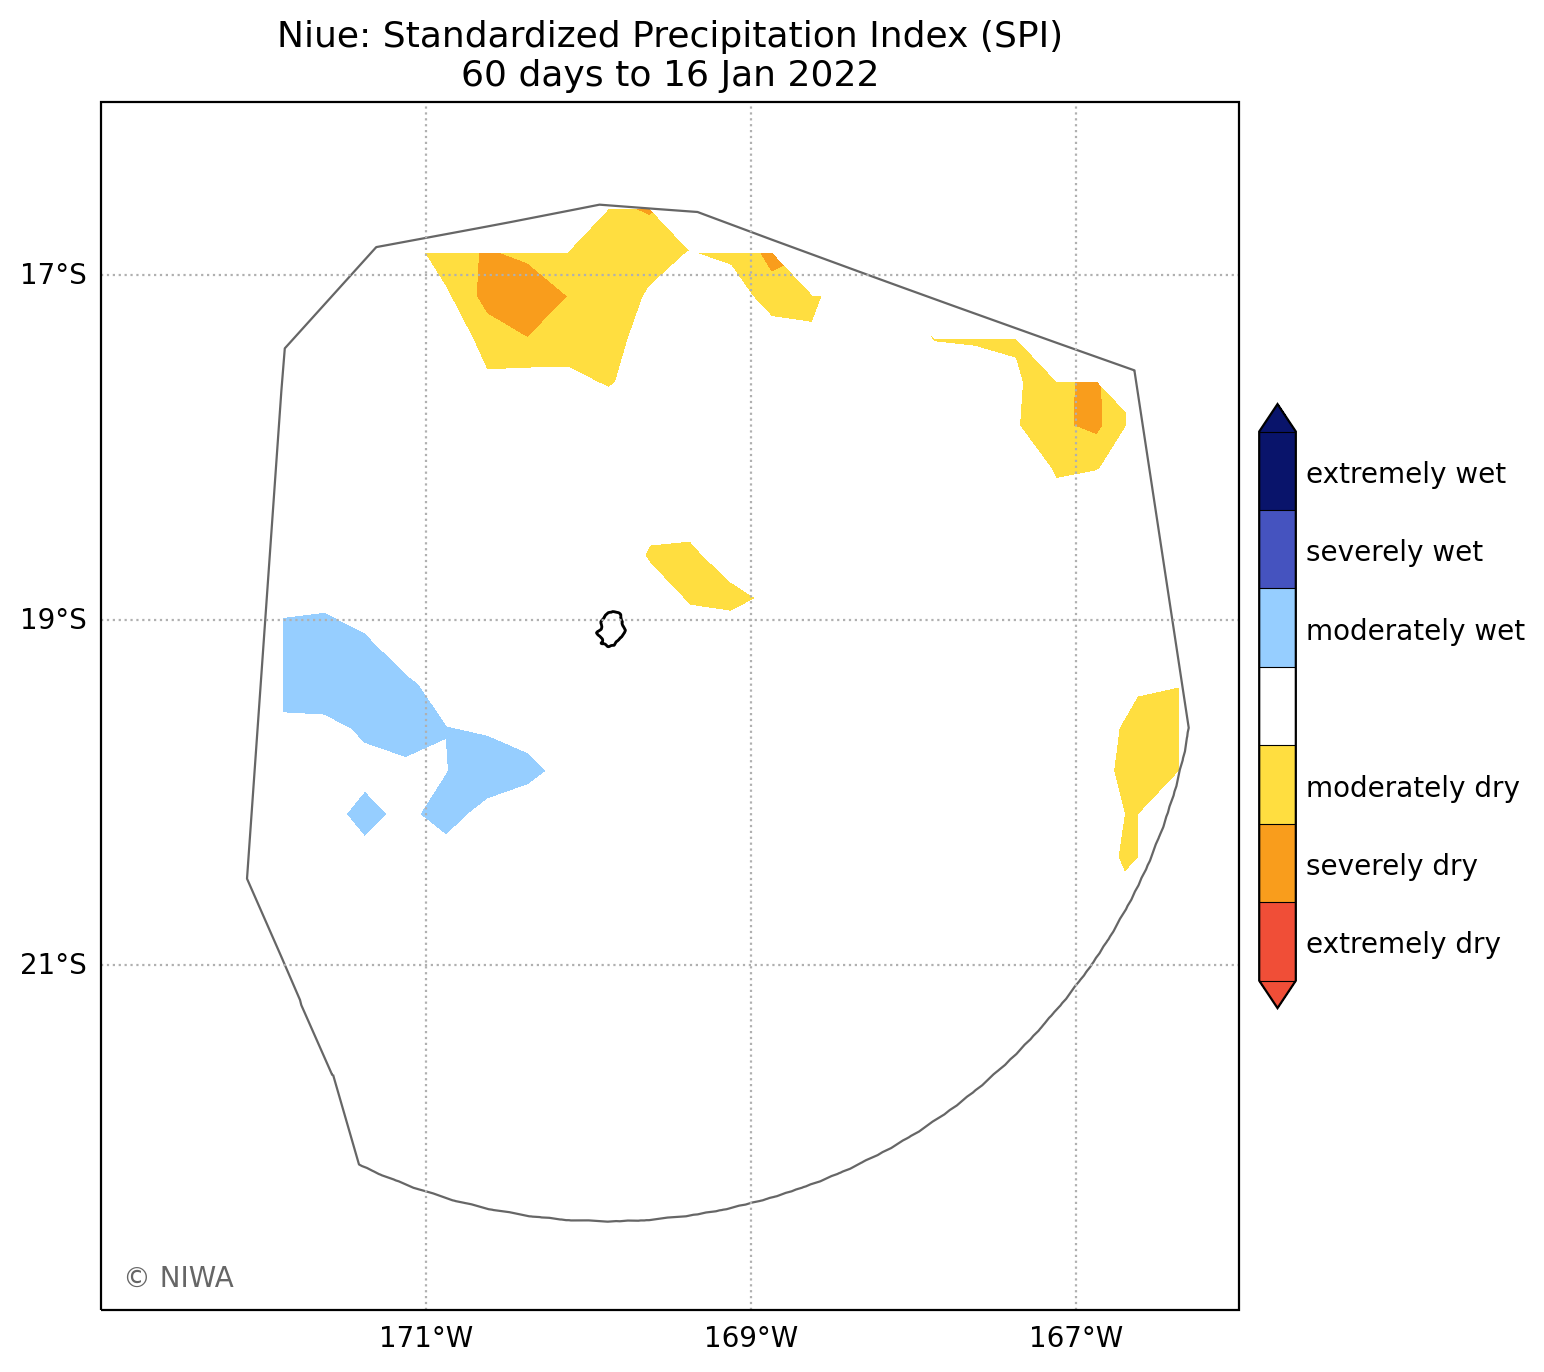 Niue: Standardized Precipitation Index (SPI)
60 days to 16 Jan 2022
17°S
19°S
21°S
171°W
169°W
167°W
extremely wet
severely wet
moderately wet
moderately dry
severely dry
extremely dry
© NIWA